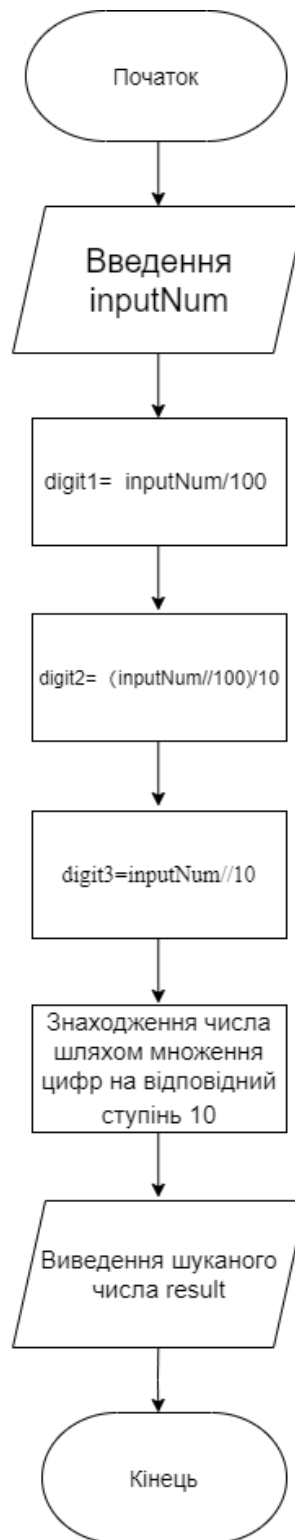 Початок
Введення
inputNum
digit1=  inputNum/100
digit2=  (inputNum//100)/10
digit3=inputNum//10
Знаходження числа
шляхом множення
цифр на відповідний
ступінь 10
Виведення шуканого
числа result
Кінець